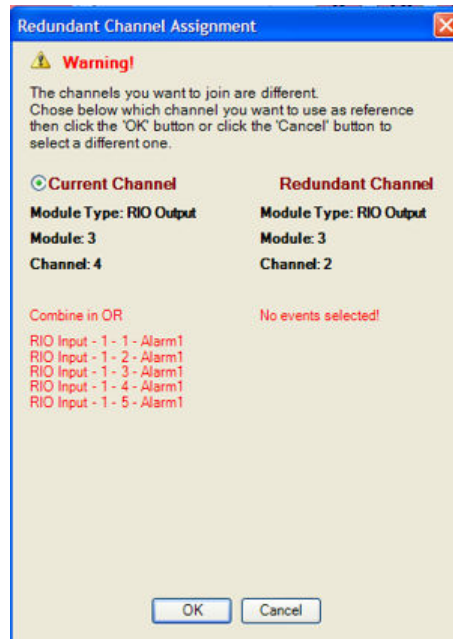 Redundant Channel Assignment
Warning!
The channels you want to join are different.
Chose below which channel you want to use as reference
then click the 'OK' button or click the 'Cancel' button to
select a different one.
Current Channel
Redundant Channel
Module Type: RIO Output
Module Type: RIO Output
Module: 3
Module: 3
Channel: 4
Channel: 2
Combine in OR
No events selected!
RIO Input - 1 - 1 - Alarm1
RIO Input - 1 - 2 - Alarm1
RIO Input - 1 - 3 - Alarm1
RIO Input - 1 - 4 - Alarm1
RIO Input - 1 - 5 - Alarm1
OK
Cancel